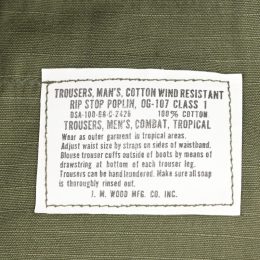 TROUSERS, MAN'S, COTTON WIND RESISTANT
RIP STOP POPLIN, OG-107 CLASS 1
DSA-100-68-C-2426 100% COTTON
TROUSERS, MEN'S, COMBAT, TROPICAL
Wear as outer garment in tropical areas.
Adjust waist size by straps on sides of waistband.
Blouse trouser cuffs outside of boots by means of
drawstring at bottom of each trouser leg.
Trousers can be hand laundered. Make sure all soap
is thoroughly rinsed out.
J. M. WOOD MFG. CO. INC.